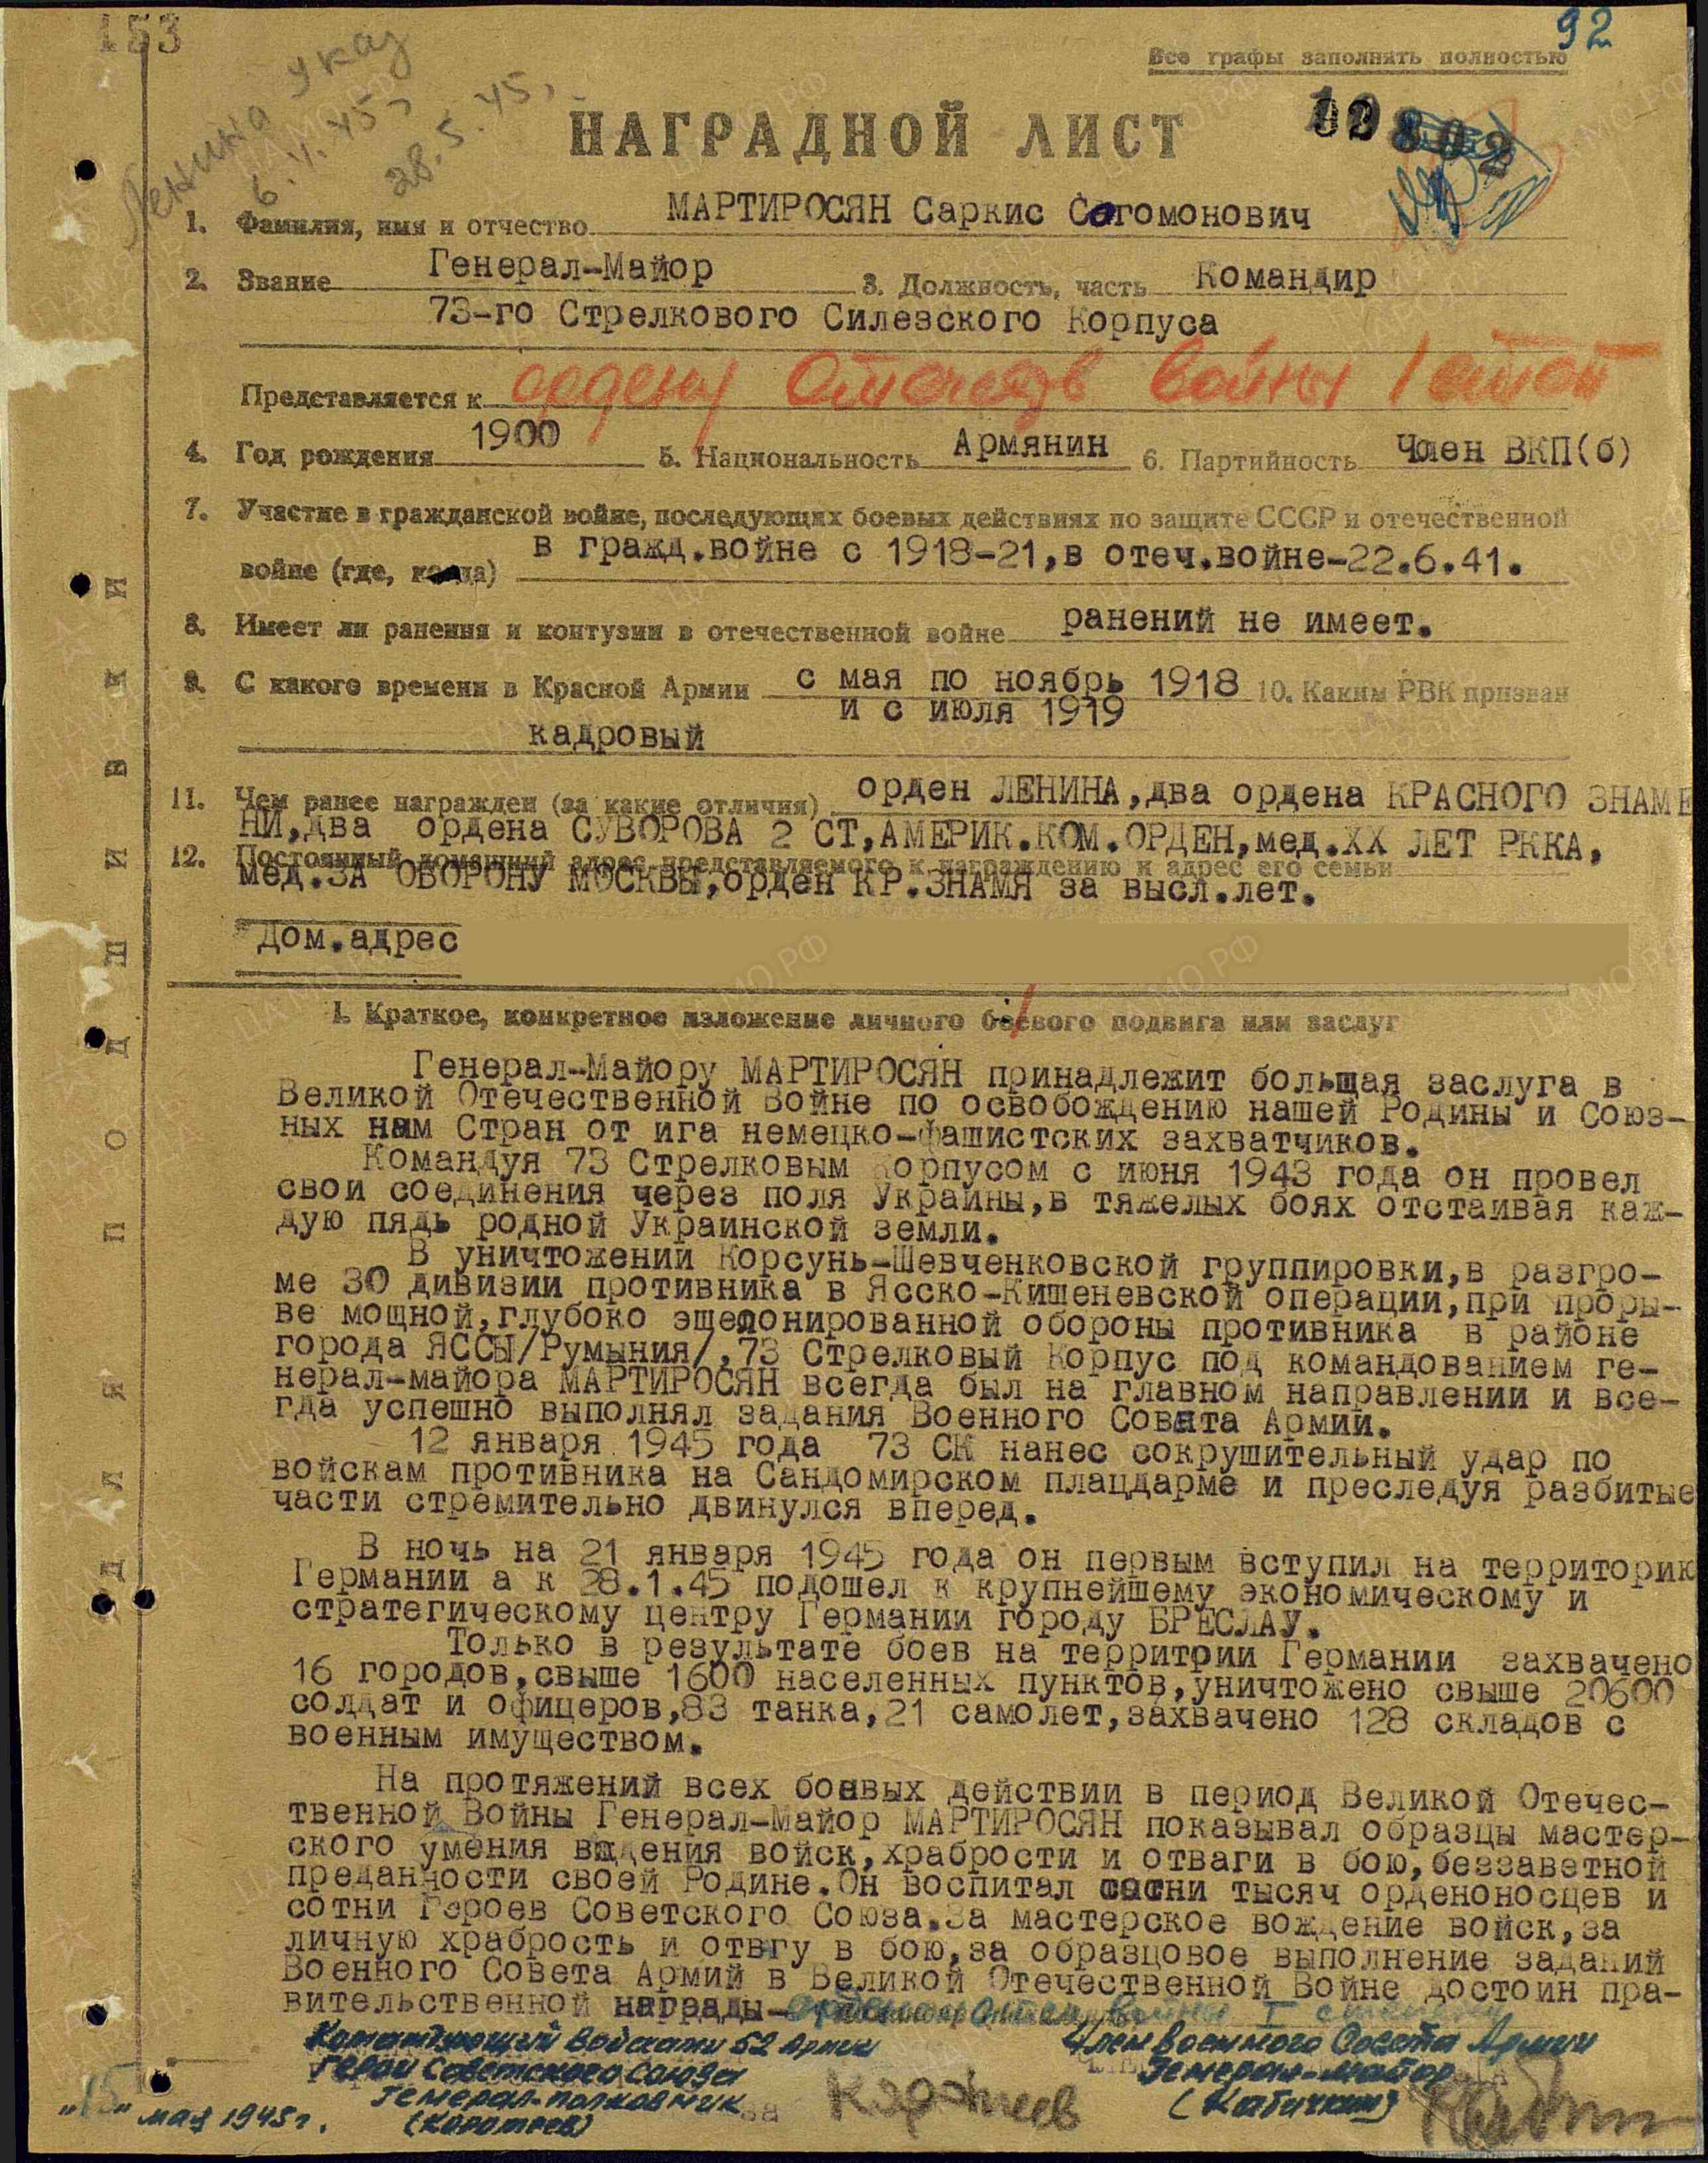 153
92
Все графы заполнять полностью
Ленина указ
6.4.45,
28.5.45,
НАГРАДНОЙ ЛИСТ
1. Фамилия, имя и отчество МАРТИРОСЯН Саркис Согомонович
2. Звание Генерал-Майор 3. Должность, часть Командир
73-го Стрелкового Силезского Корпуса
Представляется к ордену Отечеств войны I степ
4. Год рождения 1900 5. Национальность Армянин 6. Партийность Член ВКП(б)
7. Участие в гражданской войне, последующих боевых действиях по защите СССР и отечественной
войне (где, когда) в гражд.войне с 1918-21,в отеч.войне-22.6.41.
8. Имеет ли ранения и контузии в отечественной войне ранений не имеет.
9. С какого времени в Красной Армии с мая по ноябрь 1918 10. Каким РВК призван
и с июля 1919
кадровый
11. Чем ранее награжден (за какие отличия) орден ЛЕНИНА,два ордена КРАСНОГО ЗНАМЕ
НИ,два ордена СУВОРОВА 2 СТ,АМЕРИК.КОМ.ОРДЕН,мед.XX ЛЕТ РККА,
12. Постоянный домашний адрес представляемого к награждению и адрес его семьи
мед.ЗА ОБОРОНУ МОСКВЫ,орден КР.ЗНАМЯ за высл.лет.
Дом.адрес
ДЛЯ ПОДШИВКИ
I. Краткое, конкретное изложение личного боевого подвига или заслуг
Генерал-Майору МАРТИРОСЯН принадлежит большая заслуга в
Великой Отечественной Войне по освобождению нашей Родины и Союз-
ных нам Стран от ига немецко-фашистских захватчиков.
Командуя 73 Стрелковым Корпусом с июня 1943 года он провел
свои соединения через поля Украины,в тяжелых боях отстаивая каж-
дую пядь родной Украинской земли.
В уничтожении Корсунь-Шевченковской группировки,в разгро-
ме 30 дивизии противника в Ясско-Кишеневской операции,при проры-
ве мощной,глубоко эшелонированной обороны противника в районе
города ЯССЫ/Румыния/,73 Стрелковый Корпус под командованием ге-
нерал-майора МАРТИРОСЯН всегда был на главном направлении и все-
гда успешно выполнял задания Военного Совета Армий.
12 января 1945 года 73 СК нанес сокрушительный удар по
войскам противника на Сандомирском плацдарме и преследуя разбитые
части стремительно двинулся вперед.
В ночь на 21 января 1945 года он первым вступил на территорию
Германии а к 28.1.45 подошел к крупнейшему экономическому и
стратегическому центру Германии городу БРЕСЛАУ.
Только в результате боев на территрии Германии захвачено
16 городов,свыше 1600 населенных пунктов,уничтожено свыше 20600
солдат и офицеров,83 танка,21 самолет,захвачено 128 складов с
военным имуществом.
На протяжений всех боевых действии в период Великой Отечес-
твенной Войны Генерал-Майор МАРТИРОСЯН показывал образцы мастер-
ского умения вождения войск,храбрости и отваги в бою,беззаветной
преданности своей Родине.Он воспитал сотни тысяч орденоносцев и
сотни Героев Советского Союза.За мастерское вождение войск,за
личную храбрость и отвагу в бою,за образцовое выполнение заданий
Военного Совета Армий в Великой Отечественной Войне достоин пра-
вительственной награды- ордена Отеч. войны I степени
Командующий Войсками 52 Армии Член военного Совета Армии
Герой Советского Союза Генерал-майор
Генерал-полковник (Кабичкин)
(Коротеев) Коротеев
"15" мая 1945 г.